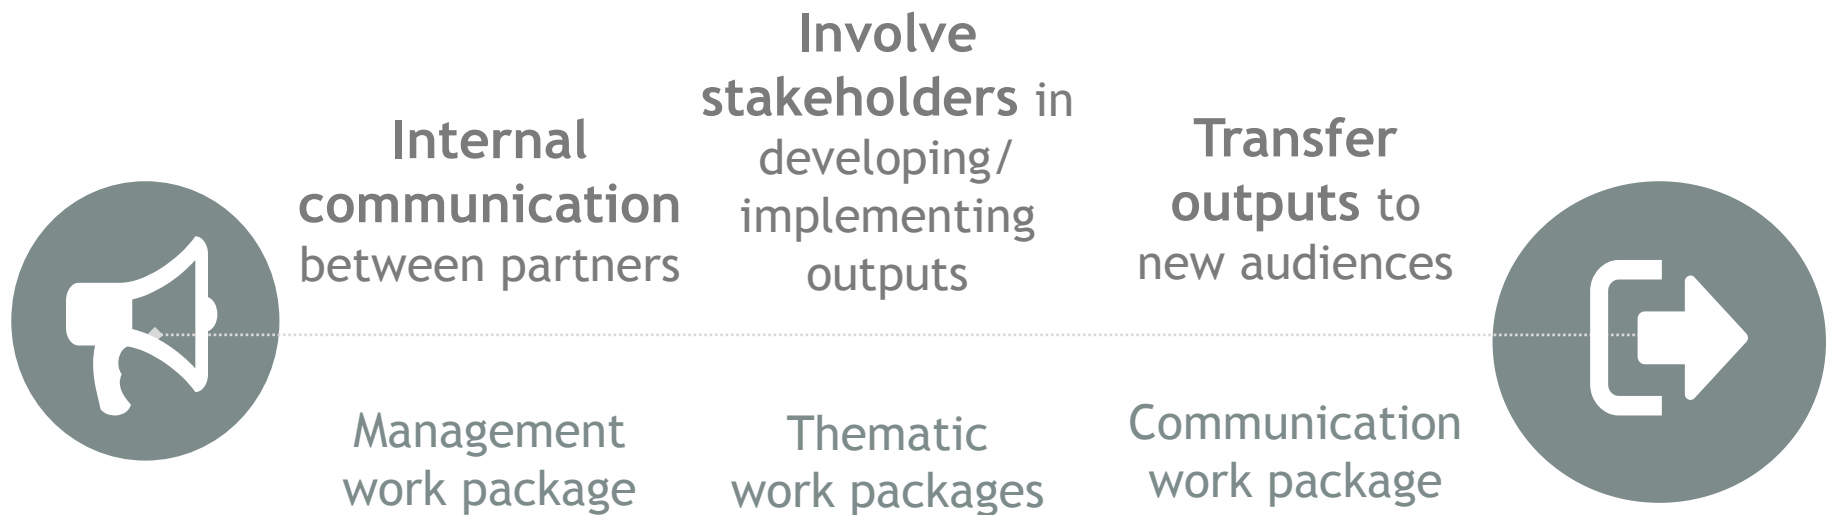 Internal
communication
between partners
Involve
stakeholders in
developing/
implementing
outputs
Transfer
outputs to
new audiences
Management
work package
Thematic
work packages
Communication
work package